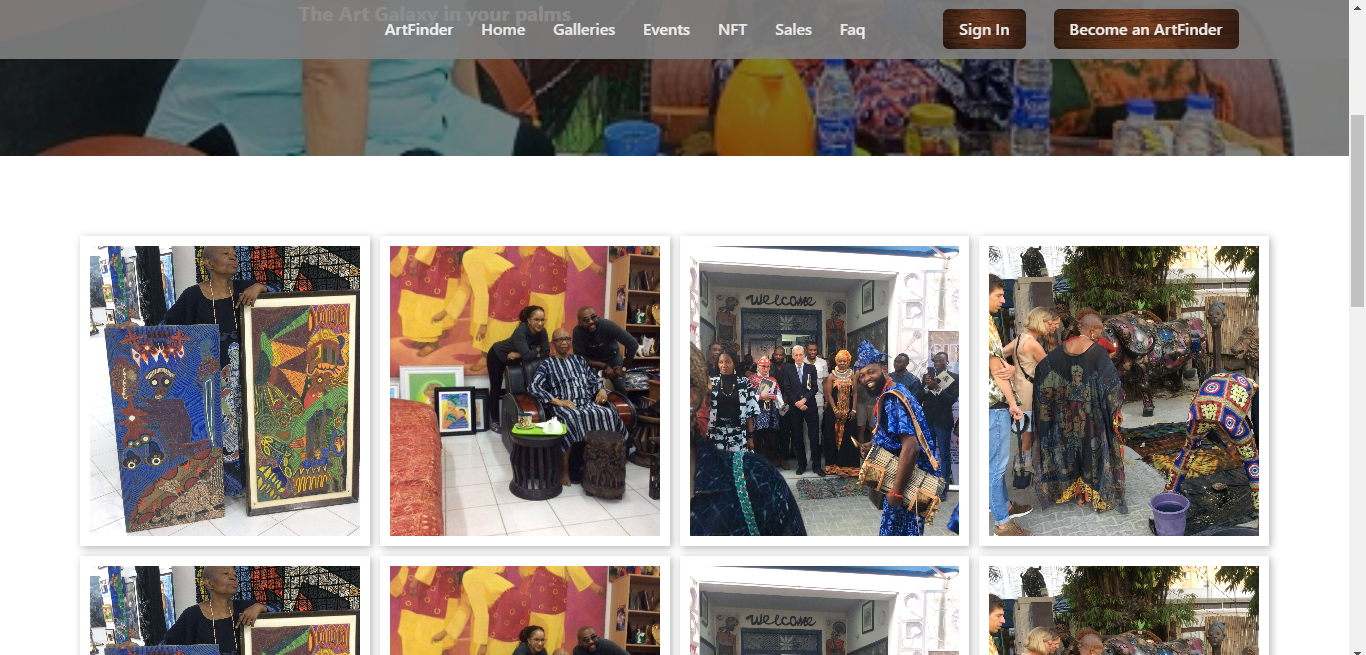 The Art Galaxy in your palms
ArtFinder Home Galleries Events NFT Sales Faq Sign In Become an ArtFinder
welcome
welcome